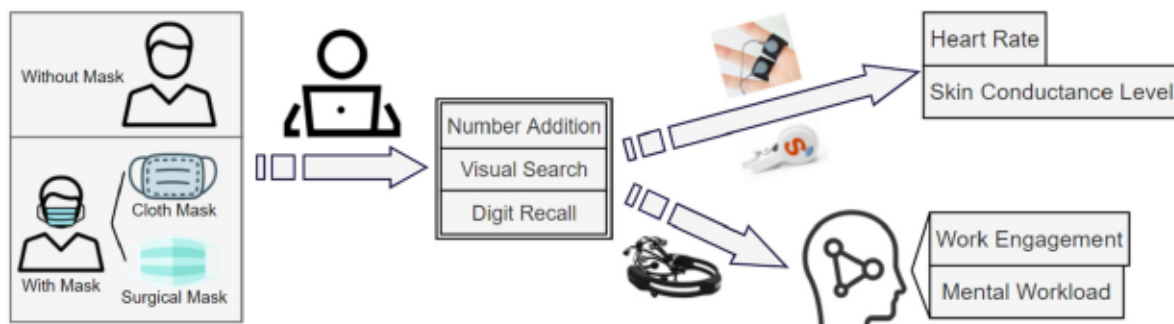 Without Mask
Cloth Mask
With Mask
Surgical Mask
Number Addition
Visual Search
Digit Recall
S
Heart Rate
Skin Conductance Level
Work Engagement
Mental Workload